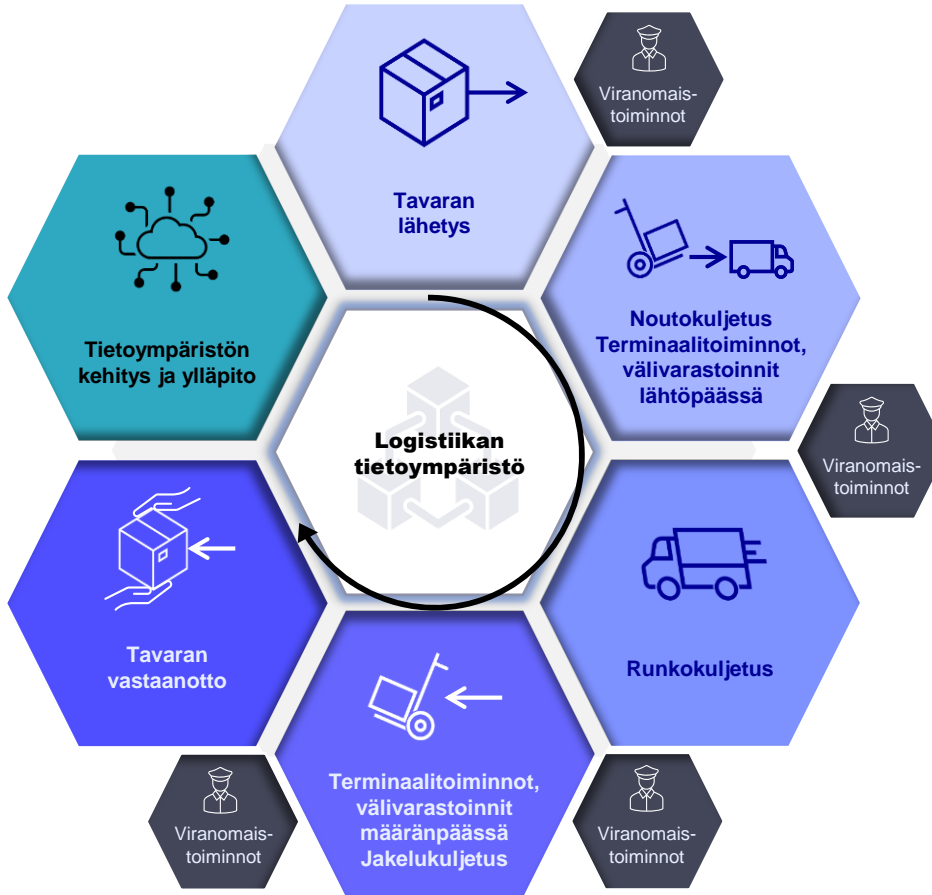 Viranomais-
toiminnot
Tavaran
lähetys
Noutokuljetus
Terminaalitoiminnot,
välivarastoinnit
lähtöpäässä
Tietoympäristön
kehitys ja ylläpito
Logistiikan
tietoympäristö
Viranomais-
toiminnot
Runkokuljetus
Tavaran
vastaanotto
Terminaalitoiminnot,
välivarastoinnit
määränpäässä
Jakelukuljetus
Viranomais-
toiminnot
Viranomais-
toiminnot